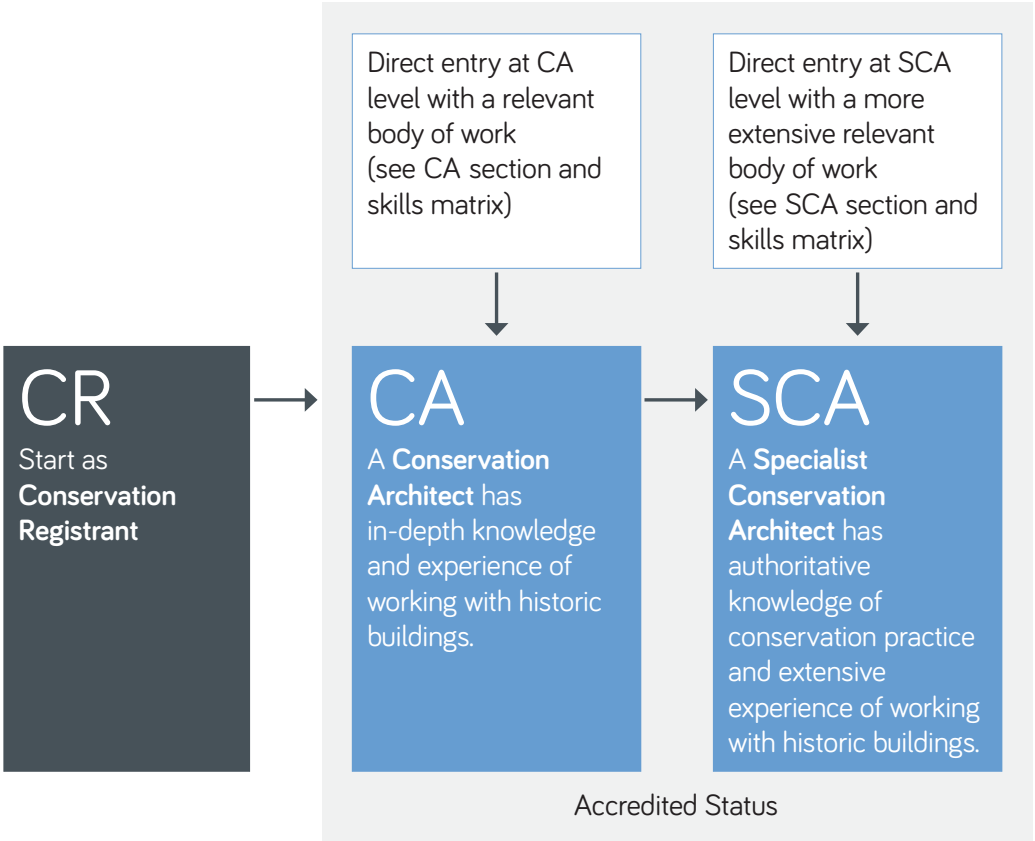 Direct entry at CA
level with a relevant
body of work
(see CA section and
skills matrix)
Direct entry at SCA
level with a more
extensive relevant
body of work
(see SCA section and
skills matrix)
CR
Start as
Conservation
Registrant
CA
A Conservation
Architect has
in-depth knowledge
and experience of
working with historic
buildings.
SCA
A Specialist
Conservation
Architect has
authoritative
knowledge of
conservation practice
and extensive
experience of working
with historic buildings.
Accredited Status